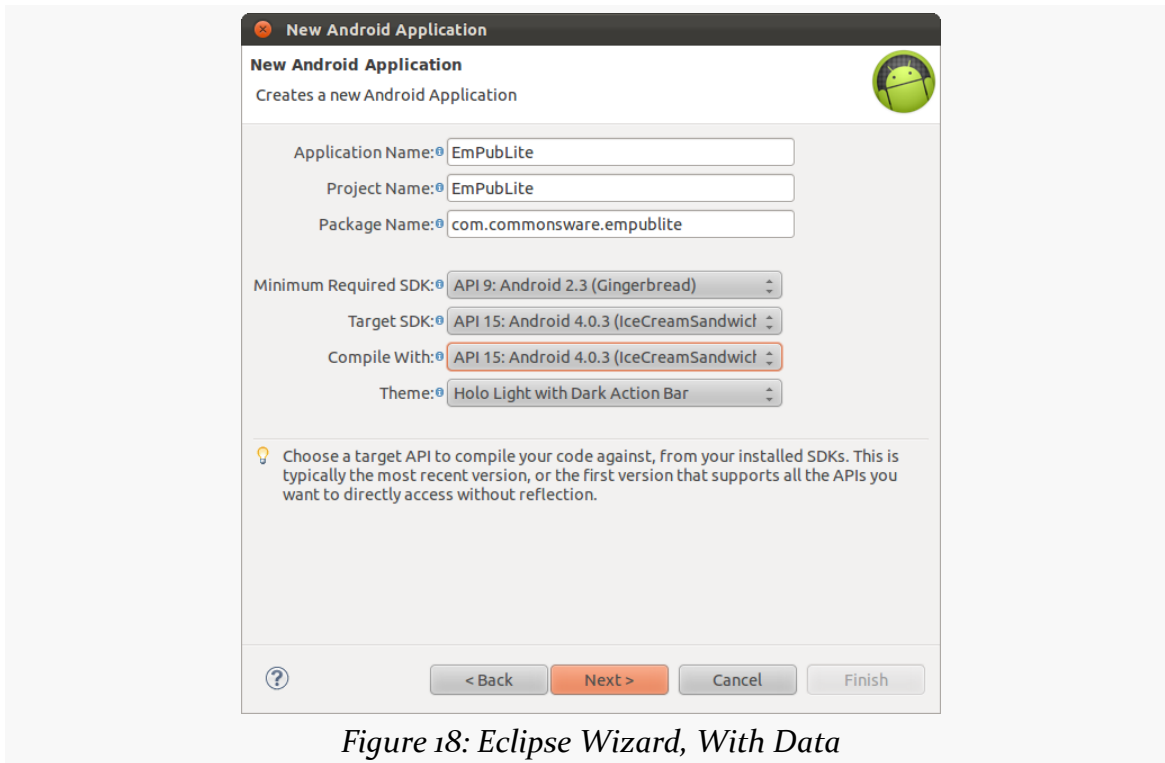 New Android Application
New Android Application
Creates a new Android Application
Application Name: EmPubLite
Project Name: EmPubLite
Package Name: com.commonsware.empublite
Minimum Required SDK: API 9: Android 2.3 (Gingerbread)
Target SDK: API 15: Android 4.0.3 (IceCreamSandwich
Compile With: API 15: Android 4.0.3 (IceCreamSandwich
Theme: Holo Light with Dark Action Bar
Choose a target API to compile your code against, from your installed SDKs. This is
typically the most recent version, or the first version that supports all the APIs you
want to directly access without reflection.
? < Back Next > Cancel Finish
Figure 18: Eclipse Wizard, With Data